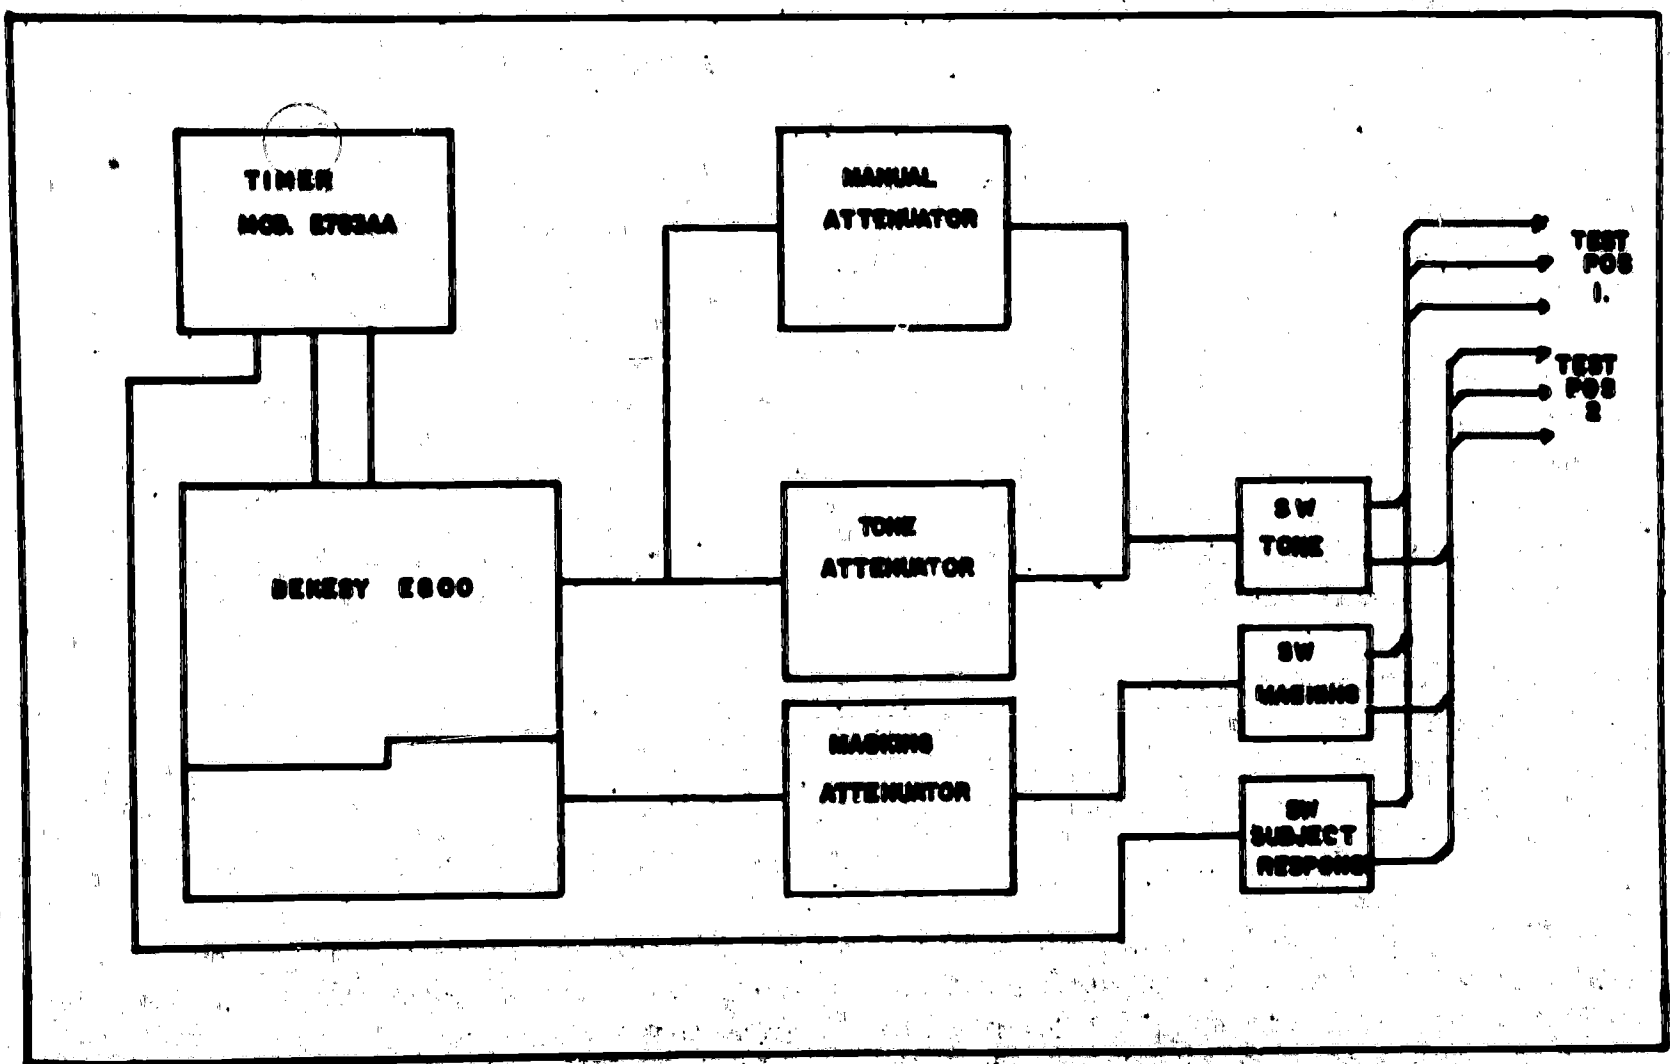 TIMER
MOD.
MANUAL
ATTENUATOR
TEST
POS
1.
TEST
POS
2
BEKESY E800
TONE
ATTENUATOR
MASKING
ATTENUATOR
SW
TONE
SW
MASKING
SW
SUBJECT
RESPONSE